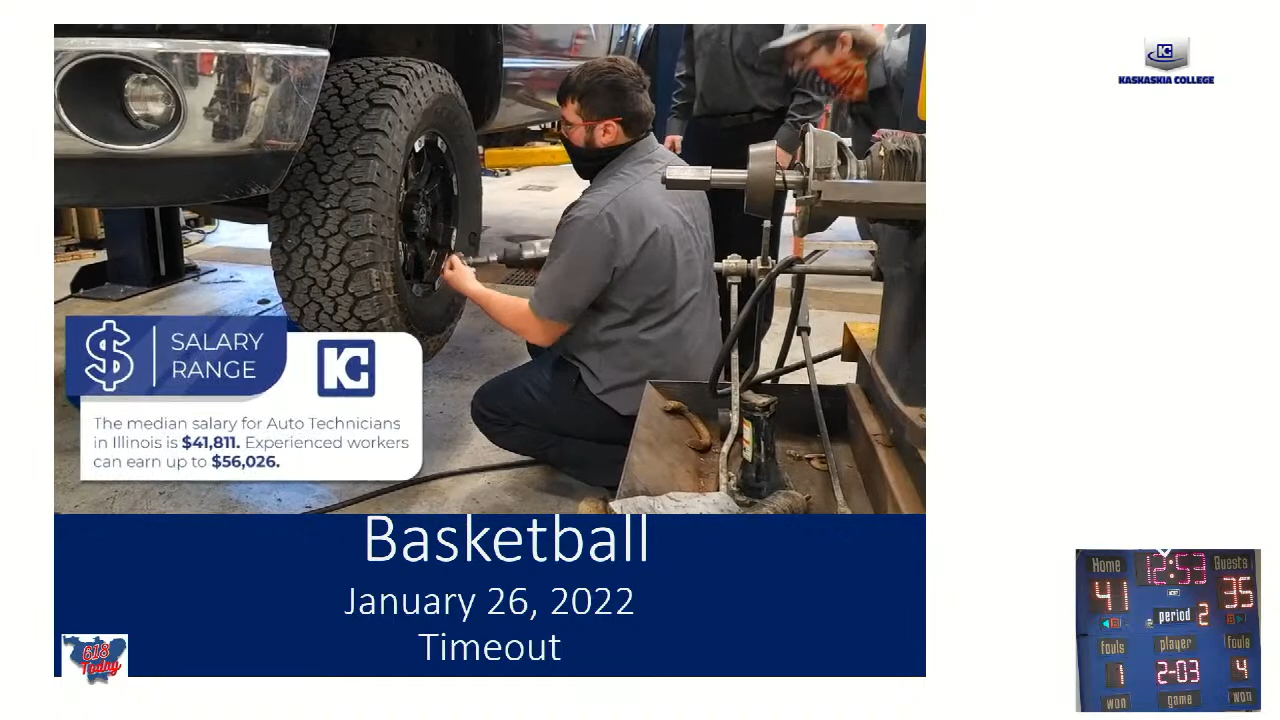 KC
KASKASKIA COLLEGE
$ SALARY
RANGE
KC
The median salary for Auto Technicians
in Illinois is $41,811. Experienced workers
can earn up to $56,026.
Basketball
January 26, 2022
Timeout
618
Today
Home 12:53 Guests
41 35
period 2
fouls player fouls
1 2-03 4
won game won